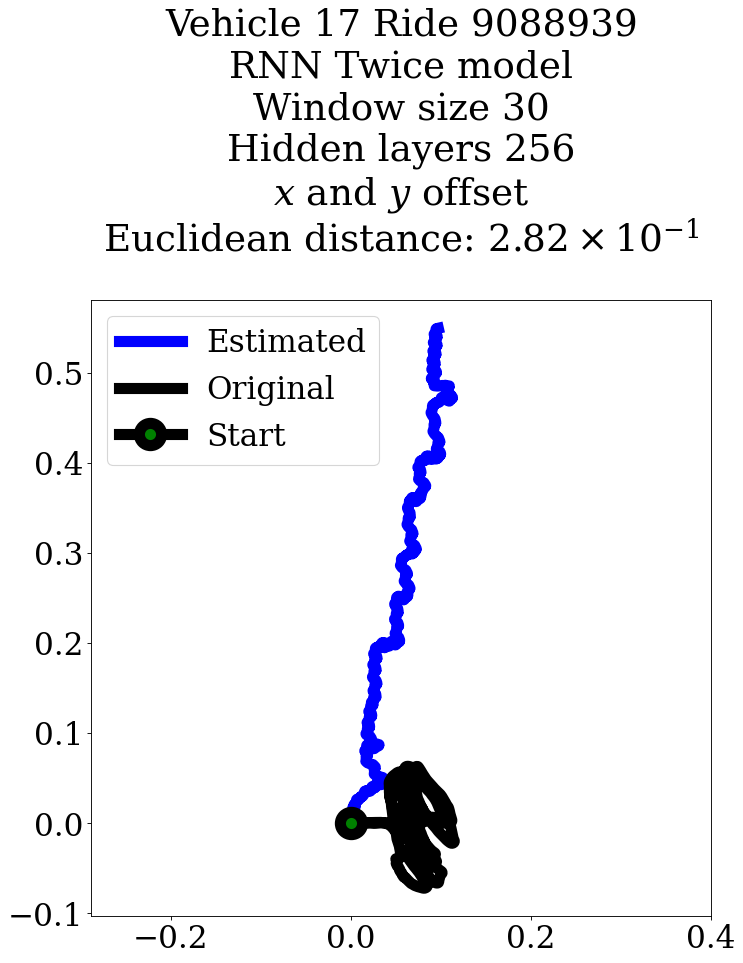 Vehicle 17 Ride 9088939
RNN Twice model
Window size 30
Hidden layers 256
x and y offset
Euclidean distance: 2.82 × 10⁻¹
Estimated
Original
Start
0.5
0.4
0.3
0.2
0.1
0.0
−0.1
−0.2 0.0 0.2 0.4